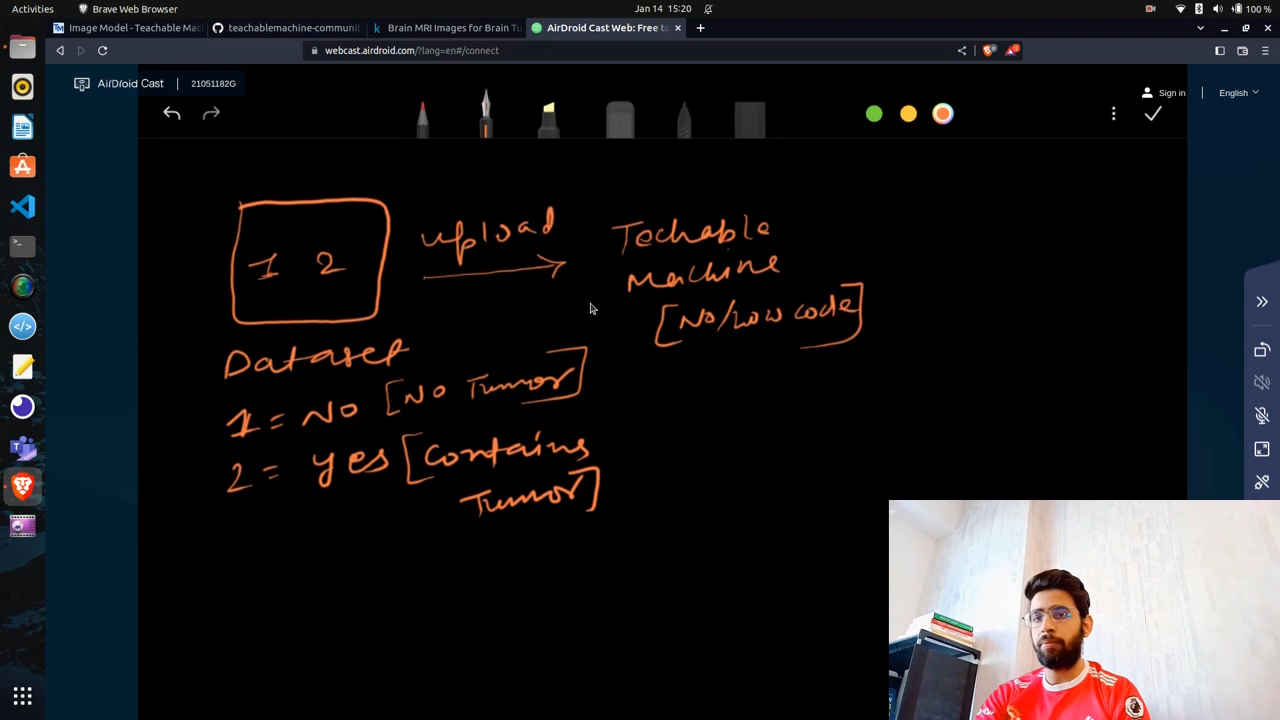 Activities
Brave Web Browser
Jan 14 15:20
100 %
Image Model - Teachable Mac
teachablemachine-communit
Brain MRI Images for Brain Tu
AirDroid Cast Web: Free to
webcast.airdroid.com/?lang=en#/connect
AirDroid Cast
21051182G
Sign in
English
1 2
upload
Techable
Machine
[No/Low code]
Dataset
1 = No [No Tumor]
2 = yes [contains
Tumor]